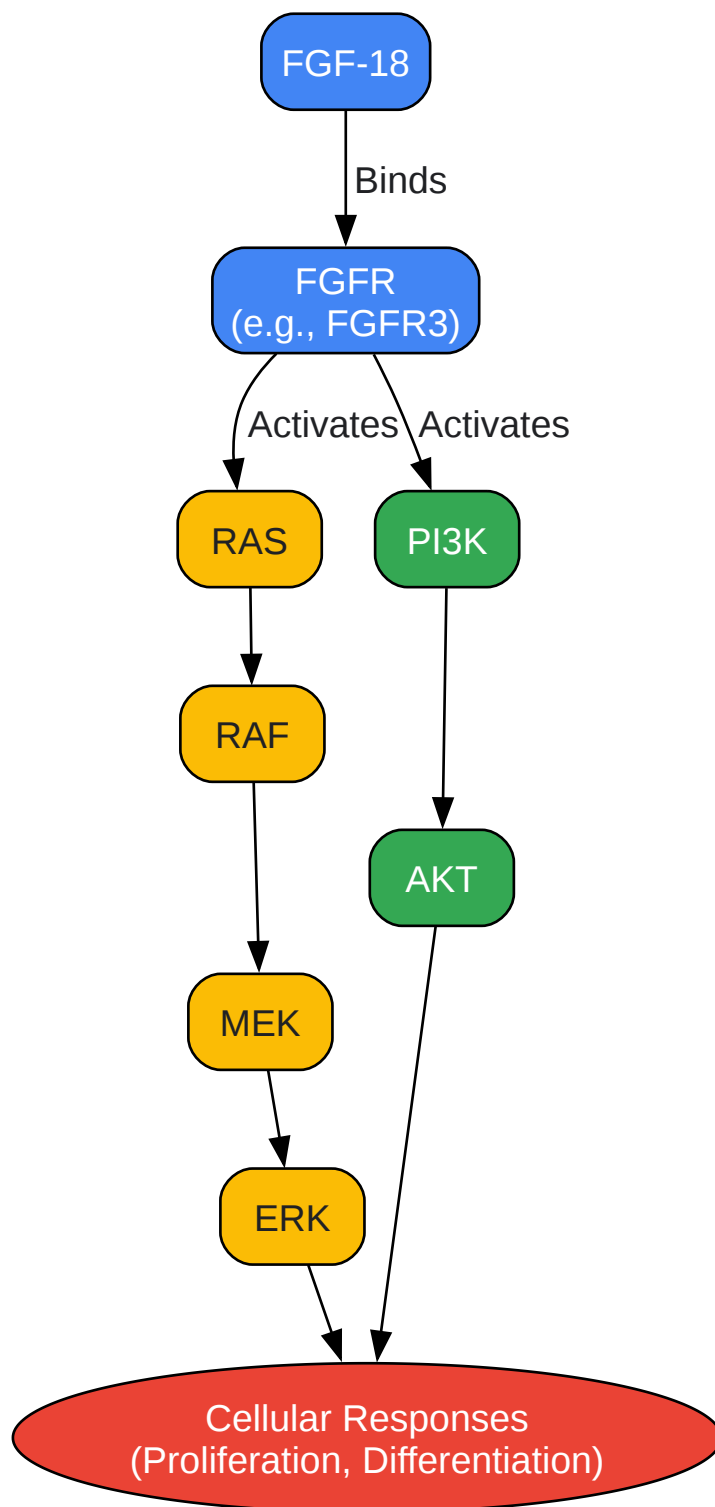 FGF-18
Binds
FGFR
(e.g., FGFR3)
Activates
Activates
RAS
PI3K
RAF
AKT
MEK
ERK
Cellular Responses
(Proliferation, Differentiation)